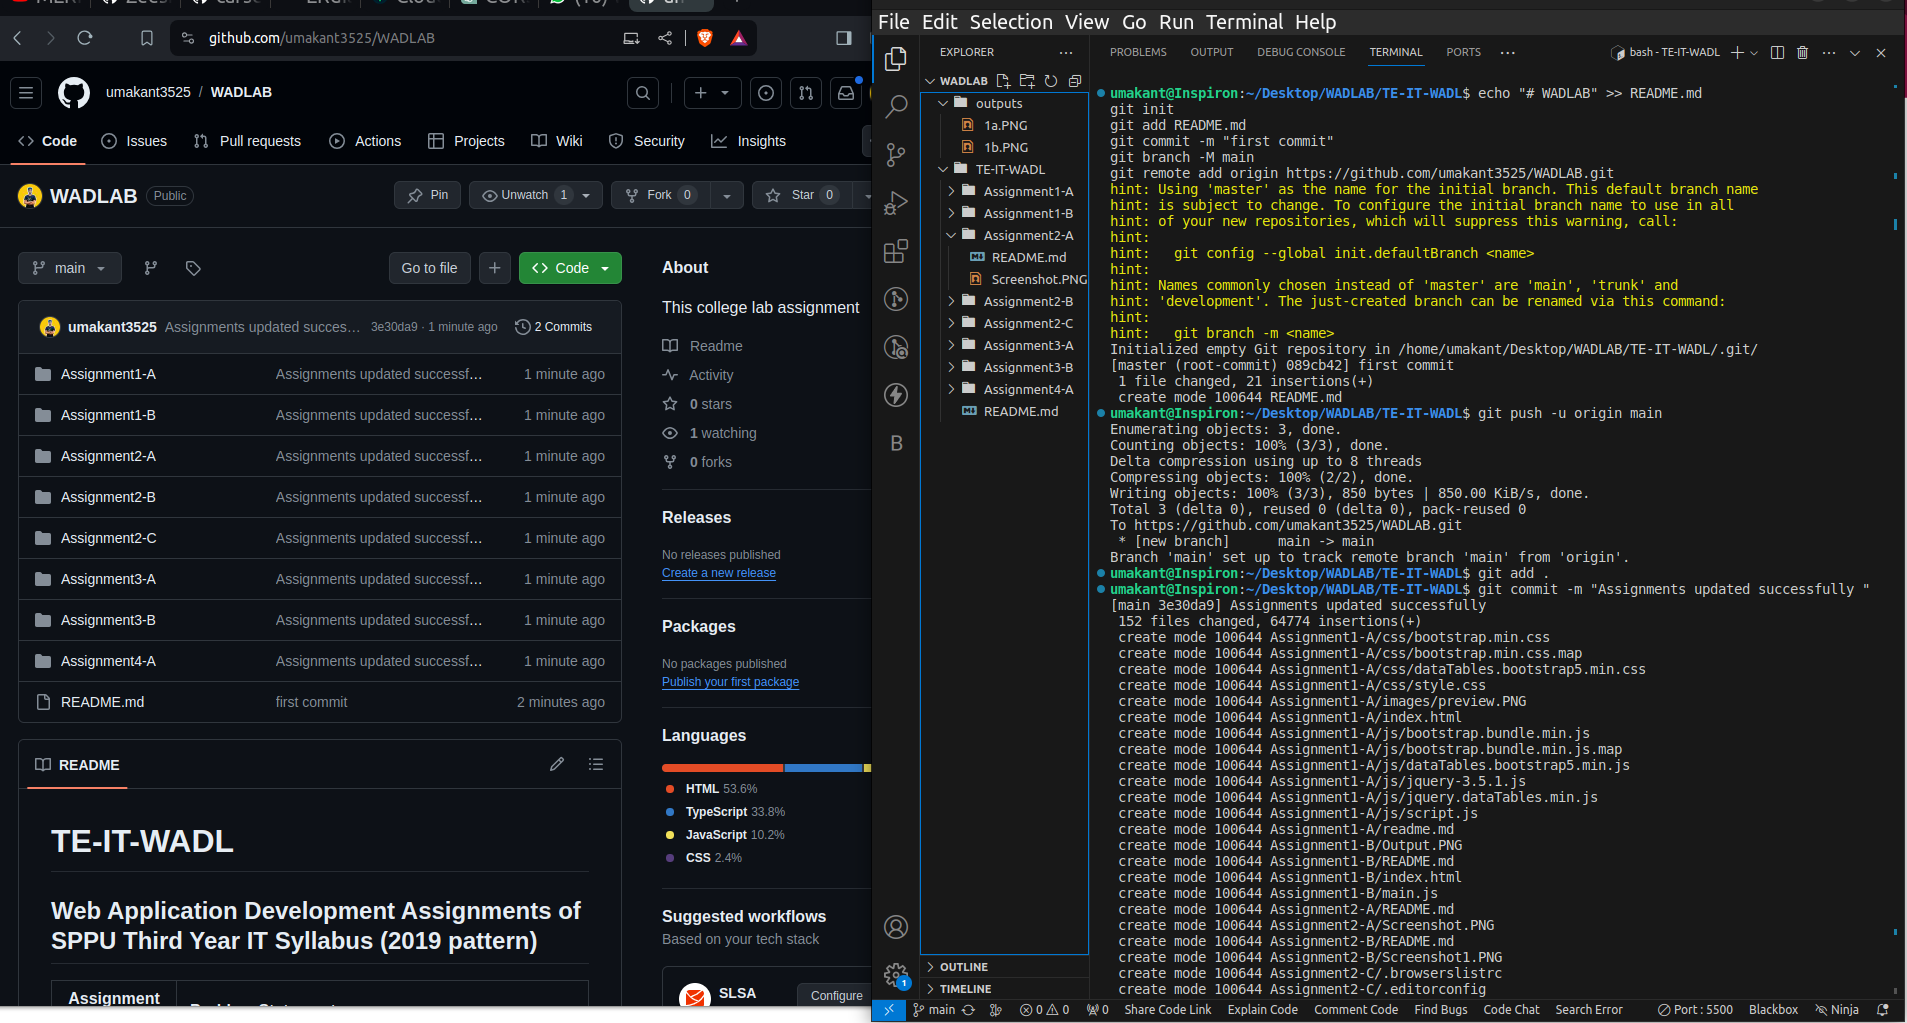 github.com/umakant3525/WADLAB
umakant3525 / WADLAB
Code Issues Pull requests Actions Projects Wiki Security Insights
WADLAB Public
Pin Unwatch 1 Fork 0 Star 0
main Go to file Code
umakant3525 Assignments updated succes... 3e30da9 · 1 minute ago 2 Commits
Assignment1-A Assignments updated successf... 1 minute ago
Assignment1-B Assignments updated successf... 1 minute ago
Assignment2-A Assignments updated successf... 1 minute ago
Assignment2-B Assignments updated successf... 1 minute ago
Assignment2-C Assignments updated successf... 1 minute ago
Assignment3-A Assignments updated successf... 1 minute ago
Assignment3-B Assignments updated successf... 1 minute ago
Assignment4-A Assignments updated successf... 1 minute ago
README.md first commit 2 minutes ago
README
TE-IT-WADL
Web Application Development Assignments of
SPPU Third Year IT Syllabus (2019 pattern)
Assignment
About
This college lab assignment
Readme
Activity
0 stars
1 watching
0 forks
Releases
No releases published
Create a new release
Packages
No packages published
Publish your first package
Languages
HTML 53.6%
TypeScript 33.8%
JavaScript 10.2%
CSS 2.4%
Suggested workflows
Based on your tech stack
SLSA Configure
File Edit Selection View Go Run Terminal Help
EXPLORER ...
WADLAB
outputs
1a.PNG
1b.PNG
TE-IT-WADL
Assignment1-A
Assignment1-B
Assignment2-A
README.md
Screenshot.PNG
Assignment2-B
Assignment2-C
Assignment3-A
Assignment3-B
Assignment4-A
README.md
OUTLINE
TIMELINE
B
1
PROBLEMS OUTPUT DEBUG CONSOLE TERMINAL PORTS ... bash - TE-IT-WADL
umakant@Inspiron:~/Desktop/WADLAB/TE-IT-WADL$ echo "# WADLAB" >> README.md
git init
git add README.md
git commit -m "first commit"
git branch -M main
git remote add origin https://github.com/umakant3525/WADLAB.git
hint: Using 'master' as the name for the initial branch. This default branch name
hint: is subject to change. To configure the initial branch name to use in all
hint: of your new repositories, which will suppress this warning, call:
hint:
hint:   git config --global init.defaultBranch <name>
hint:
hint: Names commonly chosen instead of 'master' are 'main', 'trunk' and
hint: 'development'. The just-created branch can be renamed via this command:
hint:
hint:   git branch -m <name>
Initialized empty Git repository in /home/umakant/Desktop/WADLAB/TE-IT-WADL/.git/
[master (root-commit) 089cb42] first commit
1 file changed, 21 insertions(+)
create mode 100644 README.md
umakant@Inspiron:~/Desktop/WADLAB/TE-IT-WADL$ git push -u origin main
Enumerating objects: 3, done.
Counting objects: 100% (3/3), done.
Delta compression using up to 8 threads
Compressing objects: 100% (2/2), done.
Writing objects: 100% (3/3), 850 bytes | 850.00 KiB/s, done.
Total 3 (delta 0), reused 0 (delta 0), pack-reused 0
To https://github.com/umakant3525/WADLAB.git
* [new branch]      main -> main
Branch 'main' set up to track remote branch 'main' from 'origin'.
umakant@Inspiron:~/Desktop/WADLAB/TE-IT-WADL$ git add .
umakant@Inspiron:~/Desktop/WADLAB/TE-IT-WADL$ git commit -m "Assignments updated successfully "
[main 3e30da9] Assignments updated successfully
152 files changed, 64774 insertions(+)
create mode 100644 Assignment1-A/css/bootstrap.min.css
create mode 100644 Assignment1-A/css/bootstrap.min.css.map
create mode 100644 Assignment1-A/css/dataTables.bootstrap5.min.css
create mode 100644 Assignment1-A/css/style.css
create mode 100644 Assignment1-A/images/preview.PNG
create mode 100644 Assignment1-A/index.html
create mode 100644 Assignment1-A/js/bootstrap.bundle.min.js
create mode 100644 Assignment1-A/js/bootstrap.bundle.min.js.map
create mode 100644 Assignment1-A/js/dataTables.bootstrap5.min.js
create mode 100644 Assignment1-A/js/jquery-3.5.1.js
create mode 100644 Assignment1-A/js/jquery.dataTables.min.js
create mode 100644 Assignment1-A/js/script.js
create mode 100644 Assignment1-A/readme.md
create mode 100644 Assignment1-B/Output.PNG
create mode 100644 Assignment1-B/README.md
create mode 100644 Assignment1-B/index.html
create mode 100644 Assignment1-B/main.js
create mode 100644 Assignment2-A/README.md
create mode 100644 Assignment2-A/Screenshot.PNG
create mode 100644 Assignment2-B/README.md
create mode 100644 Assignment2-B/Screenshot1.PNG
create mode 100644 Assignment2-C/.browserslistrc
create mode 100644 Assignment2-C/.editorconfig
main 0 0 0 Share Code Link Explain Code Comment Code Find Bugs Code Chat Search Error Port : 5500 Blackbox Ninja